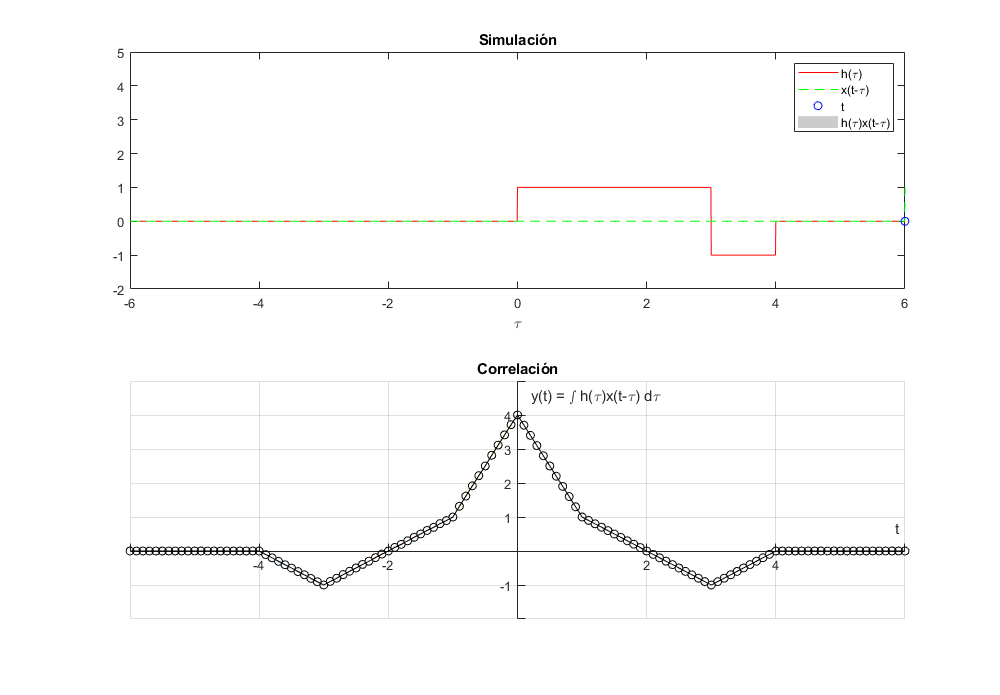 Simulación
5
4
3
2
1
0
-1
-2
-6 -4 -2 0 2 4 6
τ
h(τ)
x(t-τ)
t
h(τ)x(t-τ)
Correlación
y(t) = ∫ h(τ)x(t-τ) dτ
4
3
2
1
t
-4 -2 2 4
-1